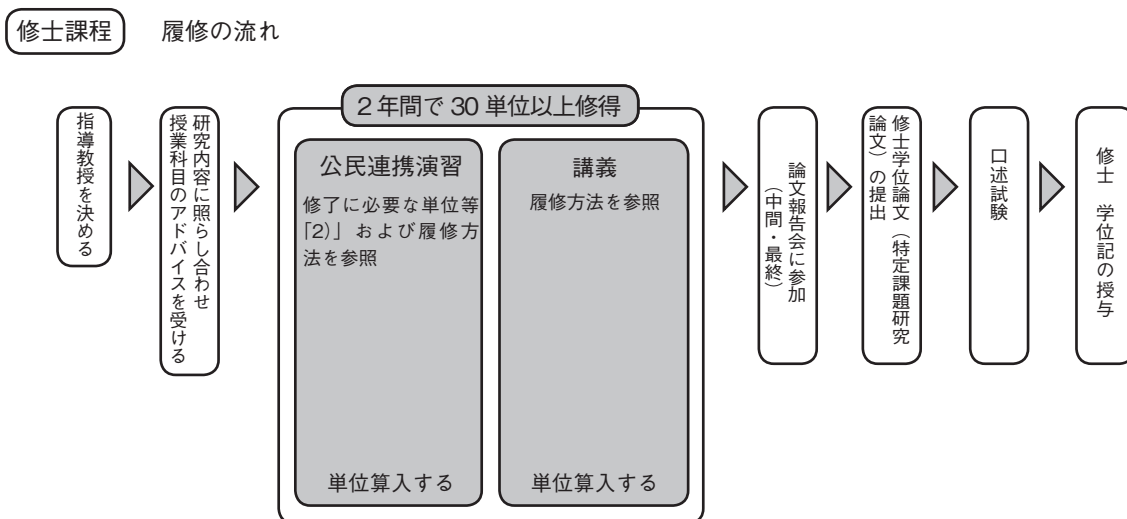 修士課程 履修の流れ
指導教授を決める
研究内容に照らし合わせ
授業科目のアドバイスを受ける
2年間で30単位以上修得
公民連携演習
修了に必要な単位等
「2)」および履修方
法を参照
単位算入する
講義
履修方法を参照
単位算入する
論文報告会に参加
（中間・最終）
修士学位論文（特定課題研究
論文）の提出
口述試験
修士 学位記の授与